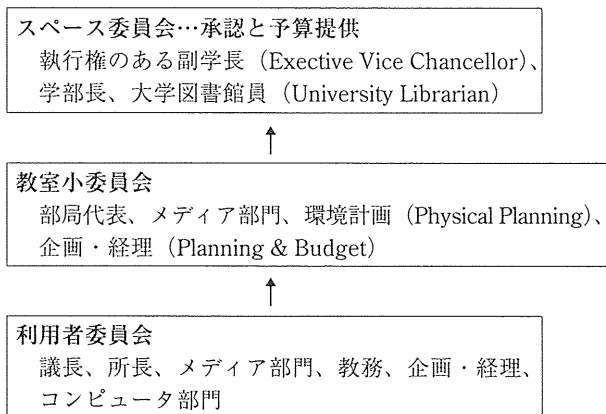 スペース委員会…承認と予算提供
執行権のある副学長（Exective Vice Chancellor）、
学部長、大学図書館員（University Librarian）
教室小委員会
部局代表、メディア部門、環境計画（Physical Planning）、
企画・経理（Planning & Budget）
利用者委員会
議長、所長、メディア部門、教務、企画・経理、
コンピュータ部門